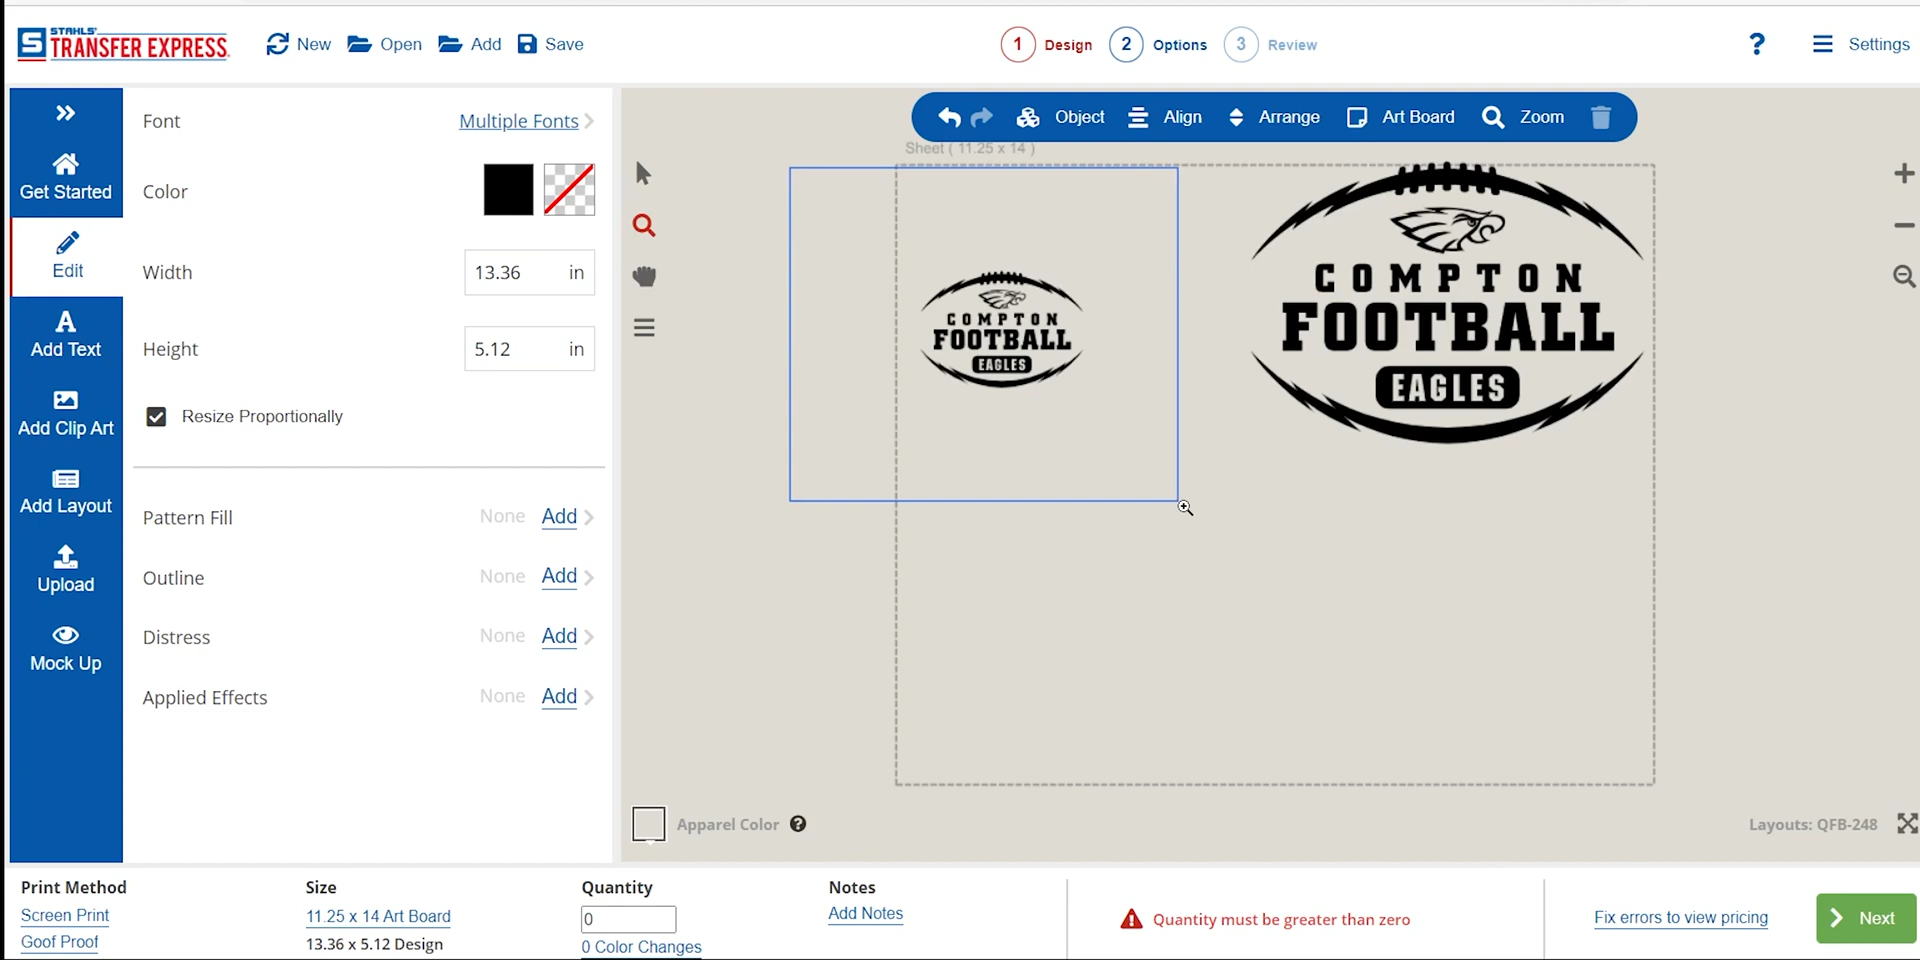 STAHLS'
TRANSFER EXPRESS
New
Open
Add
Save
1 Design
2 Options
3 Review
?
Settings
Get Started
Edit
Add Text
Add Clip Art
Add Layout
Upload
Mock Up
Font
Multiple Fonts
Color
Width
13.36 in
Height
5.12 in
Resize Proportionally
Pattern Fill None Add
Outline None Add
Distress None Add
Applied Effects None Add
Object
Align
Arrange
Art Board
Zoom
Sheet ( 11.25 x 14 )
COMPTON
FOOTBALL
EAGLES
COMPTON
FOOTBALL
EAGLES
Apparel Color ?
Layouts: QFB-248
Print Method
Screen Print
Goof Proof
Size
11.25 x 14 Art Board
13.36 x 5.12 Design
Quantity
0
0 Color Changes
Notes
Add Notes
Quantity must be greater than zero
Fix errors to view pricing
Next